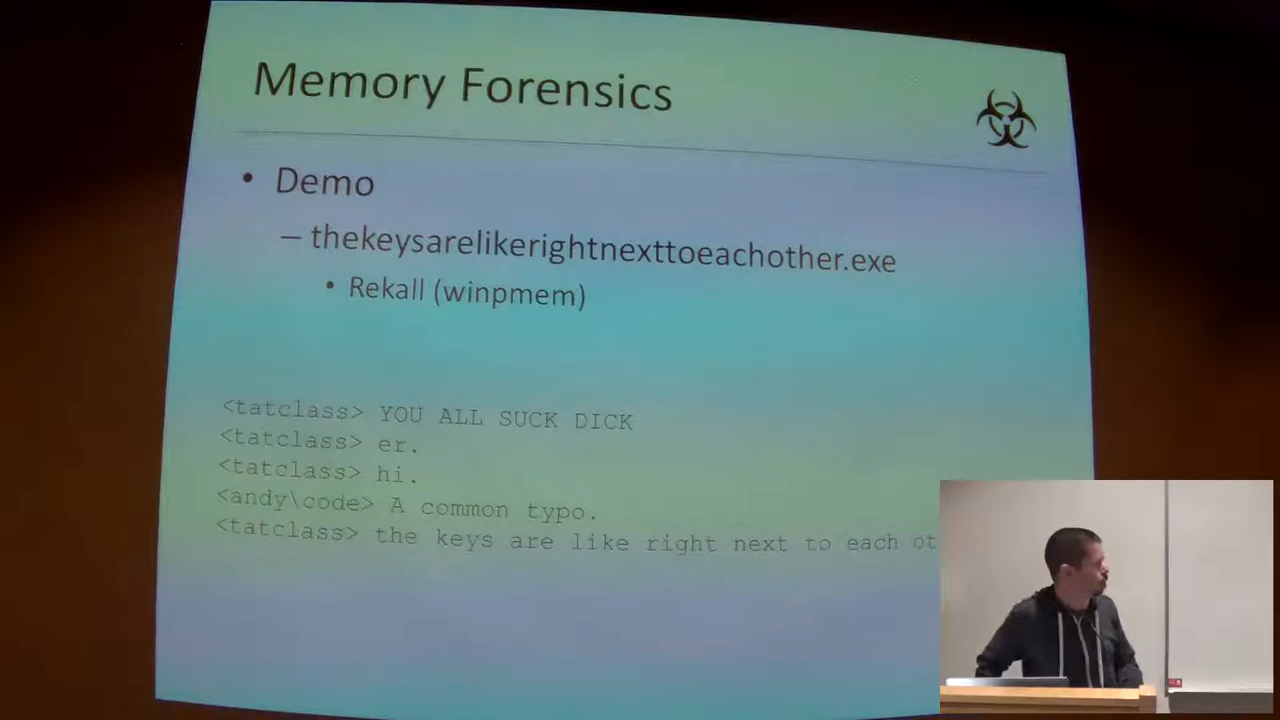 Memory Forensics
• Demo
– thekeysarelikerightnexttoeachother.exe
• Rekall (winpmem)
<tatclass> YOU ALL SUCK DICK
<tatclass> er.
<tatclass> hi.
<andy\code> A common typo.
<tatclass> the keys are like right next to each ot